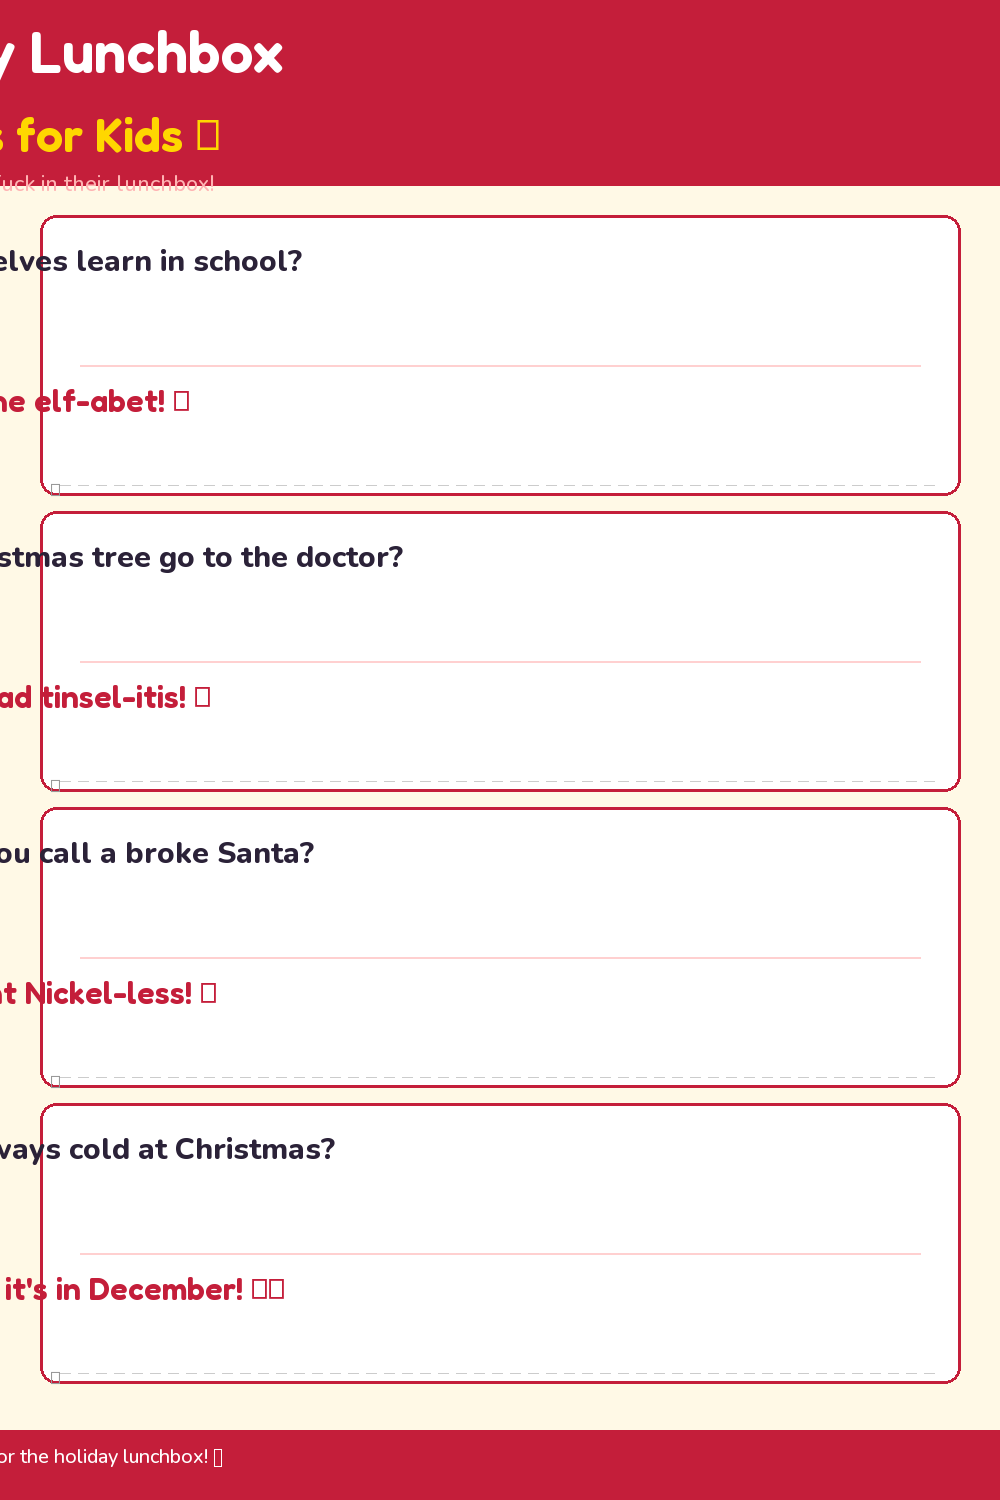 y Lunchbox
s for Kids
uck in their lunchbox!
elves learn in school?
he elf-abet!
stmas tree go to the doctor?
ad tinsel-itis!
ou call a broke Santa?
nt Nickel-less!
ways cold at Christmas?
it's in December!
or the holiday lunchbox!